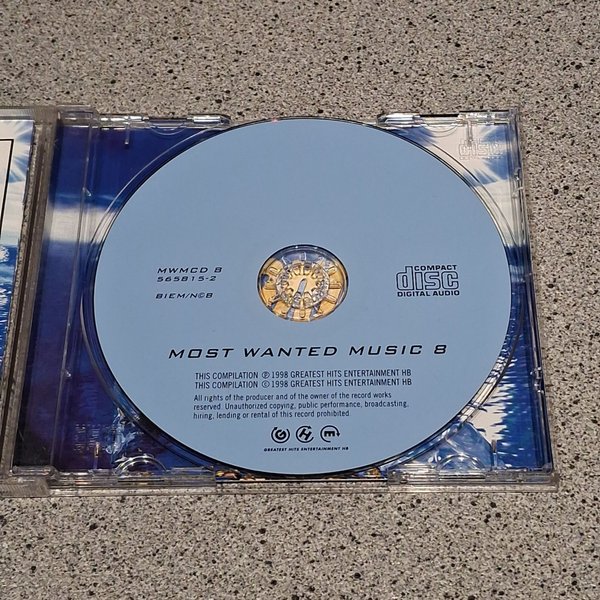 MWMCD 8
565815-2
BIEM/N©B
COMPACT
disc
DIGITAL AUDIO
MOST WANTED MUSIC 8
THIS COMPILATION ℗ 1998 GREATEST HITS ENTERTAINMENT HB
THIS COMPILATION © 1998 GREATEST HITS ENTERTAINMENT HB
All rights of the producer and of the owner of the record works
reserved. Unauthorized copying, public performance, broadcasting,
hiring, lending or rental of this record prohibited.
GREATEST HITS ENTERTAINMENT HB